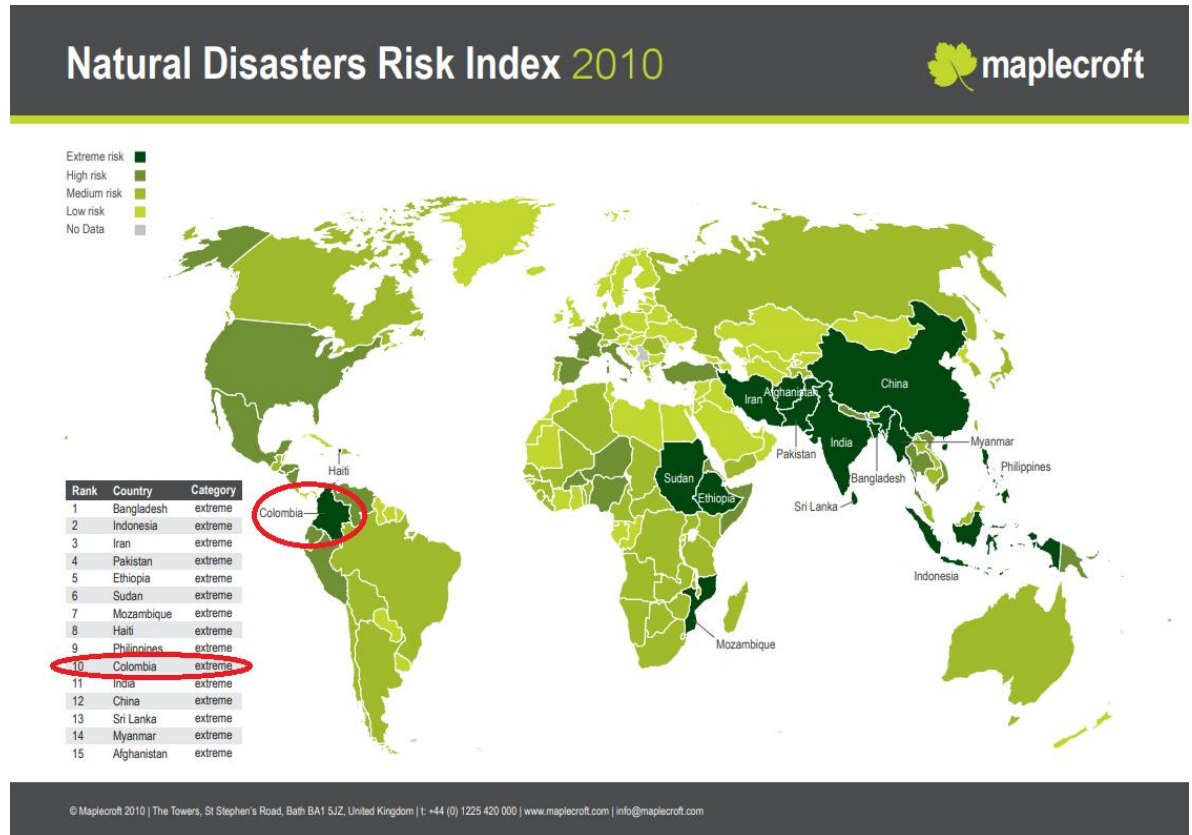 Natural Disasters Risk Index 2010
maplecroft
Extreme risk
High risk
Medium risk
Low risk
No Data
Haiti
Colombia
Sudan
Ethiopia
Mozambique
Iran
Afghanistan
Pakistan
India
China
Bangladesh
Sri Lanka
Myanmar
Philippines
Indonesia
Rank Country Category
1 Bangladesh extreme
2 Indonesia extreme
3 Iran extreme
4 Pakistan extreme
5 Ethiopia extreme
6 Sudan extreme
7 Mozambique extreme
8 Haiti extreme
9 Philippines extreme
10 Colombia extreme
11 India extreme
12 China extreme
13 Sri Lanka extreme
14 Myanmar extreme
15 Afghanistan extreme
© Maplecroft 2010 | The Towers, St Stephen's Road, Bath BA1 5JZ, United Kingdom | t: +44 (0) 1225 420 000 | www.maplecroft.com | info@maplecroft.com